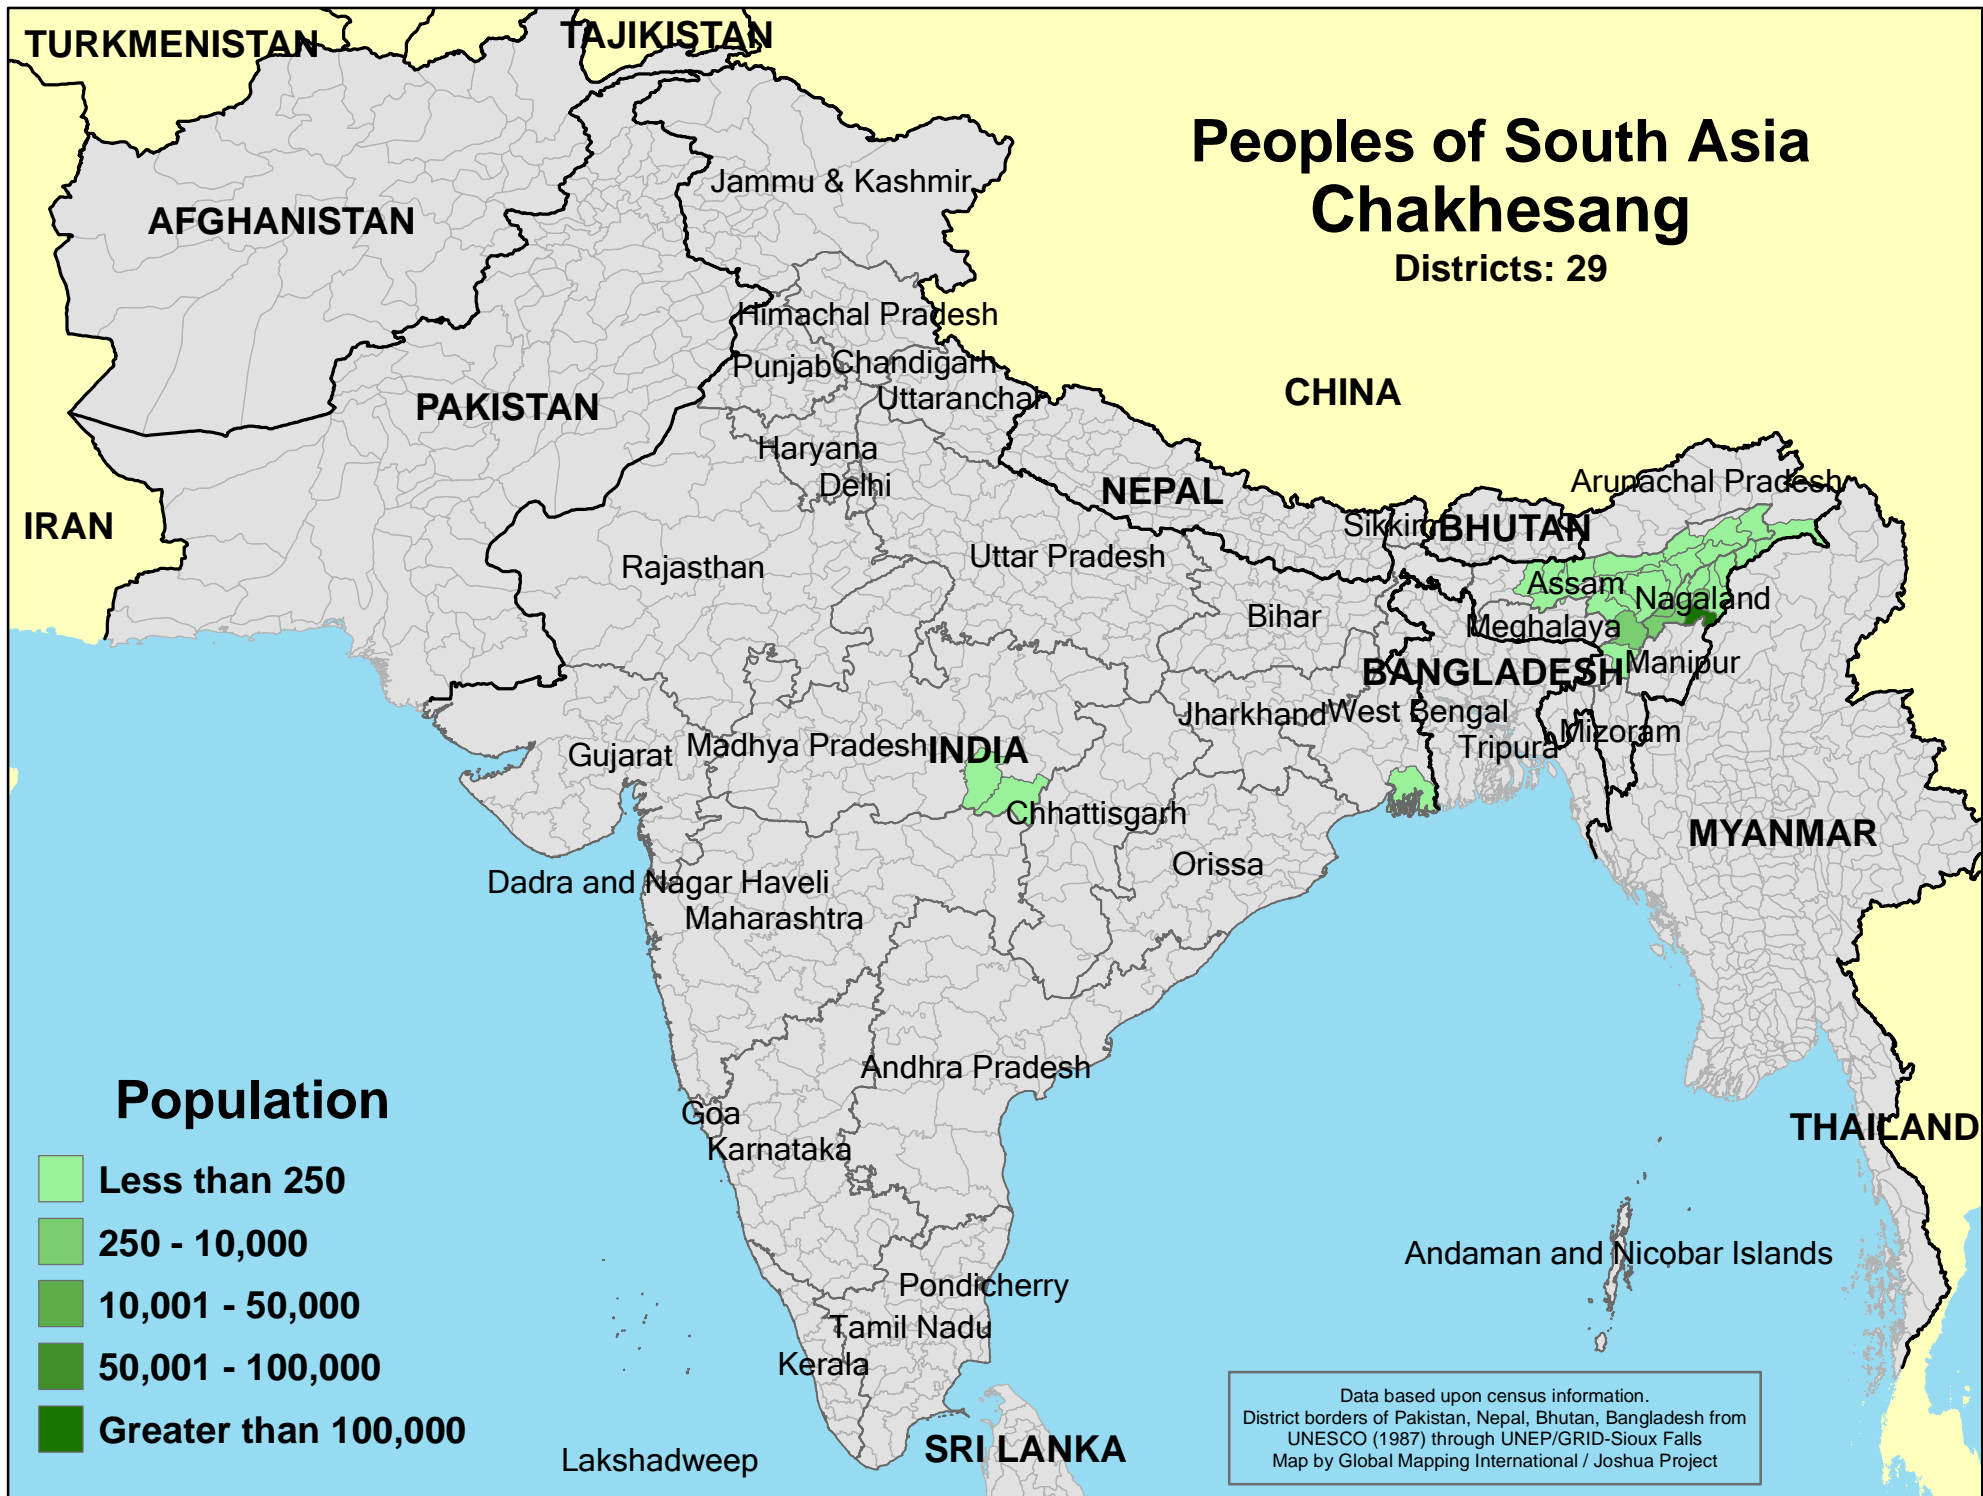 TURKMENISTAN
TAJIKISTAN
Peoples of South Asia
Chakhesang
Districts: 29
Jammu & Kashmir
AFGHANISTAN
Himachal Pradesh
Punjab
Chandigarh
Uttaranchal
CHINA
PAKISTAN
Haryana
Delhi
NEPAL
Arunachal Pradesh
IRAN
Sikkim
BHUTAN
Rajasthan
Uttar Pradesh
Assam
Nagaland
Bihar
Meghalaya
BANGLADESH
Manipur
Jharkhand
West Bengal
Gujarat
Madhya Pradesh
INDIA
Tripura
Mizoram
Chhattisgarh
MYANMAR
Orissa
Dadra and Nagar Haveli
Maharashtra
Andhra Pradesh
Goa
Karnataka
THAILAND
Andaman and Nicobar Islands
Pondicherry
Tamil Nadu
Kerala
Lakshadweep
SRI LANKA
Population
Less than 250
250 - 10,000
10,001 - 50,000
50,001 - 100,000
Greater than 100,000
Data based upon census information.
District borders of Pakistan, Nepal, Bhutan, Bangladesh from
UNESCO (1987) through UNEP/GRID-Sioux Falls
Map by Global Mapping International / Joshua Project